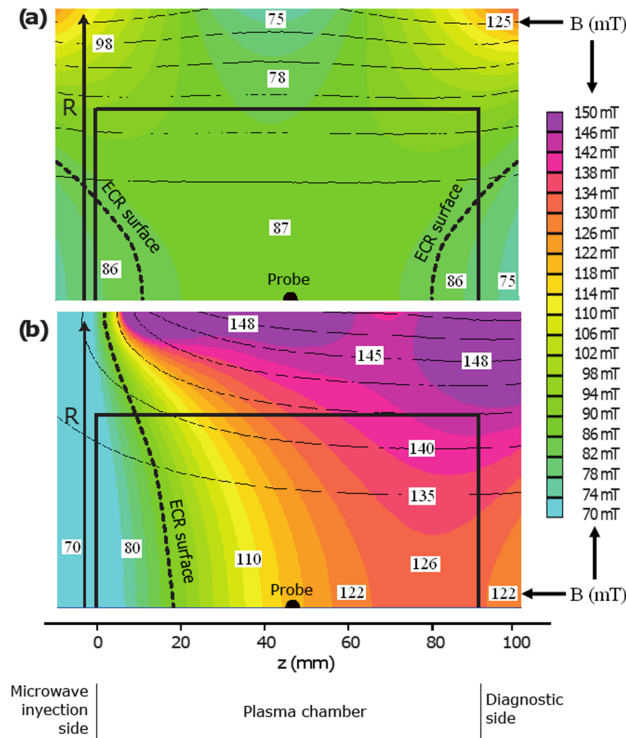 (a)
98
75
125
B (mT)
78
R
ECR surface
87
ECR surface
86
Probe
86
75
150 mT
146 mT
142 mT
138 mT
134 mT
130 mT
126 mT
122 mT
118 mT
114 mT
110 mT
106 mT
102 mT
98 mT
94 mT
90 mT
86 mT
82 mT
78 mT
74 mT
70 mT
(b)
148
145
148
R
140
135
ECR surface
70
80
110
126
Probe
122
122
B (mT)
0
20
40
60
80
100
z (mm)
Microwave
inyection
side
Plasma chamber
Diagnostic
side